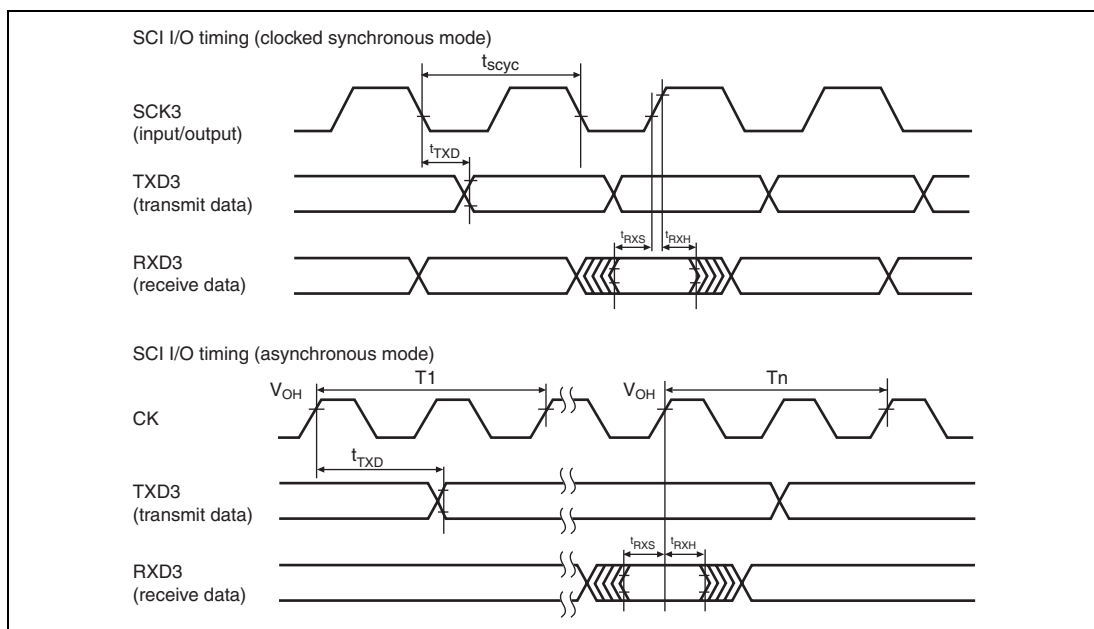 SCI I/O timing (clocked synchronous mode)
tscyc
SCK3
(input/output)
tTXD
TXD3
(transmit data)
tRXS
tRXH
RXD3
(receive data)
SCI I/O timing (asynchronous mode)
VOH
T1
VOH
Tn
CK
tTXD
TXD3
(transmit data)
tRXS
tRXH
RXD3
(receive data)